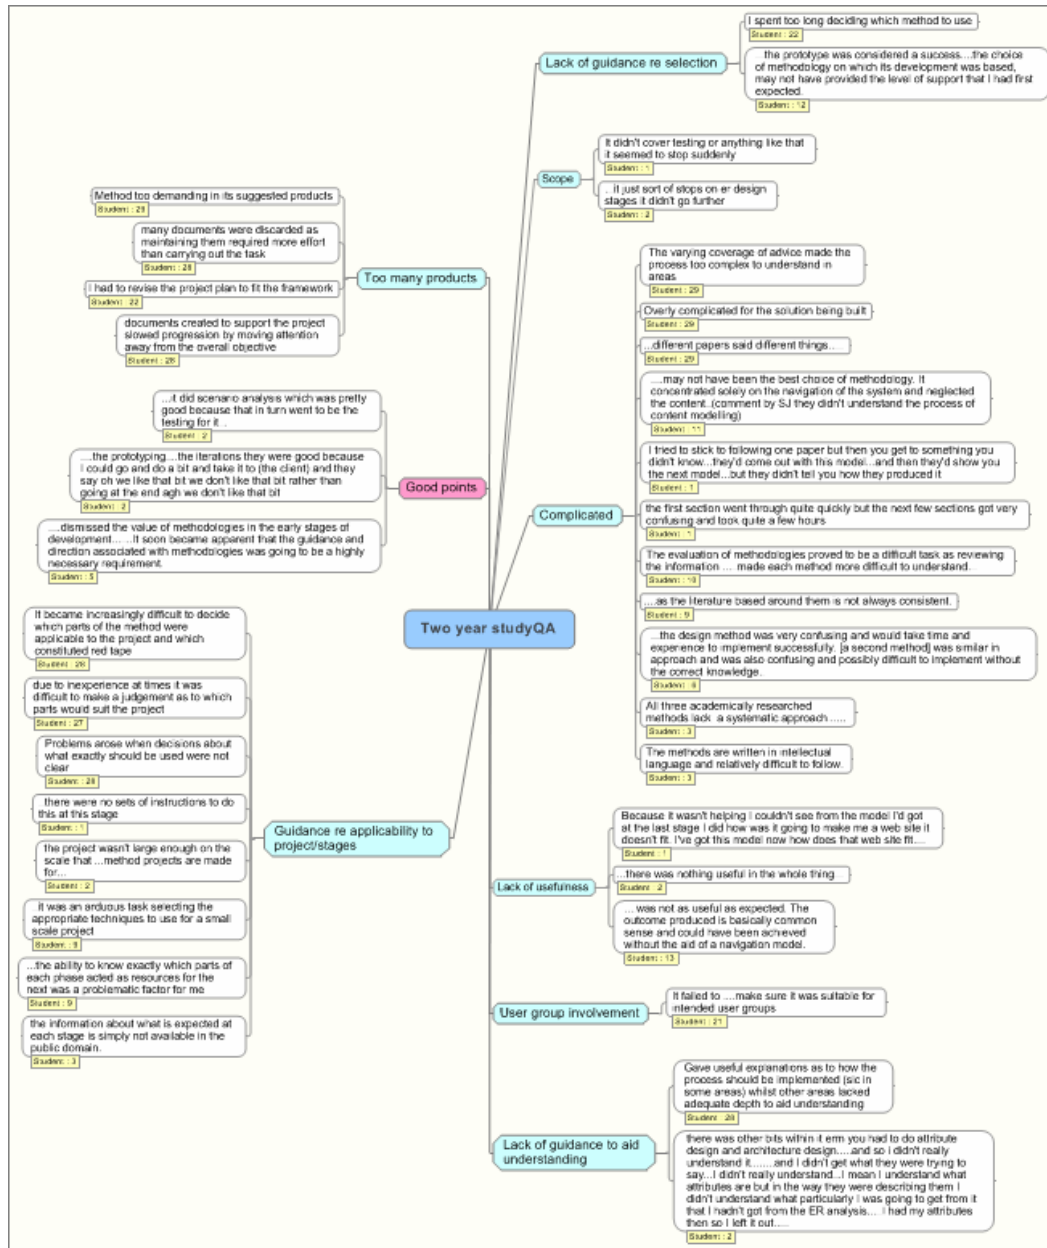 I spent too long deciding which method to use
Student : 22
Lack of guidance re selection
the prototype was considered a success....the choice
of methodology on which its development was based,
may not have provided the level of support that I had first
expected.
Student : 12
It didn't cover testing or anything like that
it seemed to stop suddenly
Student : 1
Scope
...it just sort of stops on er design
stages it didn't go further
Student : 2
Method too demanding in its suggested products
Student : 29
many documents were discarded as
maintaining them required more effort
than carrying out the task
Student : 28
Too many products
I had to revise the project plan to fit the framework
Student : 22
documents created to support the project
slowed progression by moving attention
away from the overall objective
Student : 28
The varying coverage of advice made the
process too complex to understand in
areas
Student : 29
Overly complicated for the solution being built
Student : 29
...different papers said different things...
Student : 29
....may not have been the best choice of methodology. It
concentrated solely on the navigation of the system and neglected
the content..(comment by SJ they didn't understand the process of
content modelling)
Student : 11
I tried to stick to following one paper but then you get to something you
didn't know...they'd come out with this model...and then they'd show you
the next model...but they didn't tell you how they produced it
Student : 1
Complicated
the first section went through quite quickly but the next few sections got very
confusing and took quite a few hours
Student : 1
The evaluation of methodologies proved to be a difficult task as reviewing
the information .... made each method more difficult to understand...
Student : 10
....as the literature based around them is not always consistent.
Student : 9
...the design method was very confusing and would take time and
experience to implement successfully. [a second method] was similar in
approach and was also confusing and possibly difficult to implement without
the correct knowledge.
Student : 6
All three academically researched
methods lack a systematic approach .....
Student : 3
The methods are written in intellectual
language and relatively difficult to follow.
Student : 3
...it did scenario analysis which was pretty
good because that in turn went to be the
testing for it...
Student : 2
....the prototyping....the iterations they were good because
I could go and do a bit and take it to (the client) and they
say oh we like that bit we don't like that bit rather than
going at the end agh we don't like that bit
Student : 2
Good points
....dismissed the value of methodologies in the early stages of
development... ...It soon became apparent that the guidance and
direction associated with methodologies was going to be a highly
necessary requirement.
Student : 5
Two year studyQA
It became increasingly difficult to decide
which parts of the method were
applicable to the project and which
constituted red tape
Student : 28
due to inexperience at times it was
difficult to make a judgement as to which
parts would suit the project
Student : 27
Problems arose when decisions about
what exactly should be used were not
clear
Student : 28
there were no sets of instructions to do
this at this stage
Student : 1
Guidance re applicability to
project/stages
the project wasn't large enough on the
scale that ...method projects are made
for...
Student : 2
it was an arduous task selecting the
appropriate techniques to use for a small
scale project
Student : 9
...the ability to know exactly which parts of
each phase acted as resources for the
next was a problematic factor for me
Student : 9
the information about what is expected at
each stage is simply not available in the
public domain.
Student : 3
Because it wasn't helping I couldn't see from the model I'd got
at the last stage I did how was it going to make me a web site it
doesn't fit. I've got this model now how does that web site fit....
Student : 1
Lack of usefulness
...there was nothing useful in the whole thing...
Student : 2
... was not as useful as expected. The
outcome produced is basically common
sense and could have been achieved
without the aid of a navigation model.
Student : 13
User group involvement
It failed to ....make sure it was suitable for
intended user groups
Student : 21
Gave useful explanations as to how the
process should be implemented (sic in
some areas) whilst other areas lacked
adequate depth to aid understanding
Student : 28
Lack of guidance to aid
understanding
there was other bits within it erm you had to do attribute
design and architecture design.....and so I didn't really
understand it.......and I didn't get what they were trying to
say...I didn't really understand...I mean I understand what
attributes are but in the way they were describing them I
didn't understand what particularly I was going to get from it
that I hadn't got from the ER analysis.... I had my attributes
then so I left it out.....
Student : 2